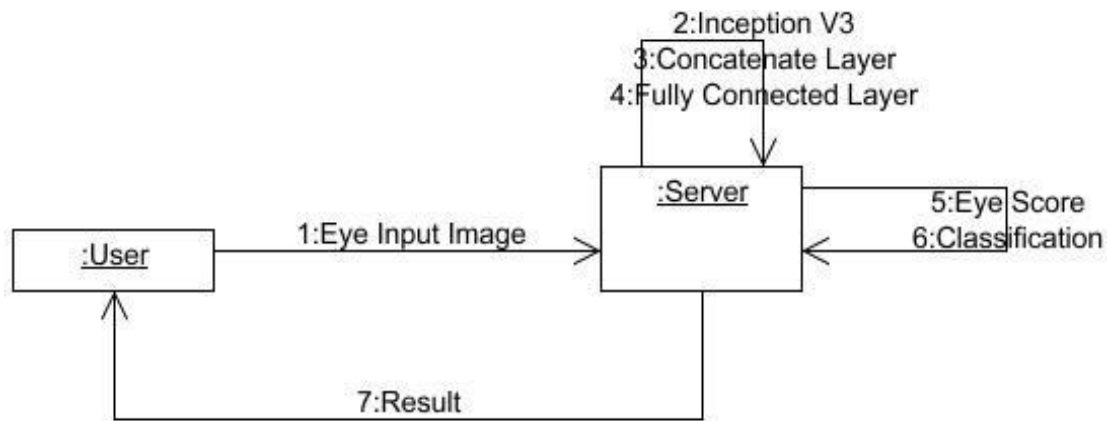 2:Inception V3
3:Concatenate Layer
4:Fully Connected Layer
:Server
5:Eye Score
6:Classification
1:Eye Input Image
:User
7:Result